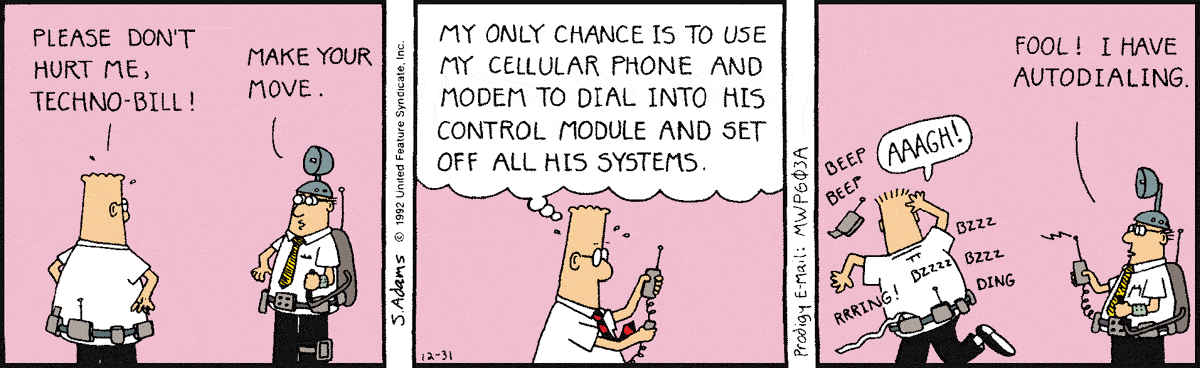 PLEASE DON'T
HURT ME,
TECHNO-BILL!
MAKE YOUR
MOVE.
S. Adams © 1992 United Feature Syndicate, Inc.
MY ONLY CHANCE IS TO USE
MY CELLULAR PHONE AND
MODEM TO DIAL INTO HIS
CONTROL MODULE AND SET
OFF ALL HIS SYSTEMS.
12-31
Prodigy E-Mail: MWPG03A
FOOL! I HAVE
AUTODIALING.
AAAGH!
BEEP
BEEP
BZZZ
BZZZ
BZZZZ
DING
RRRING!